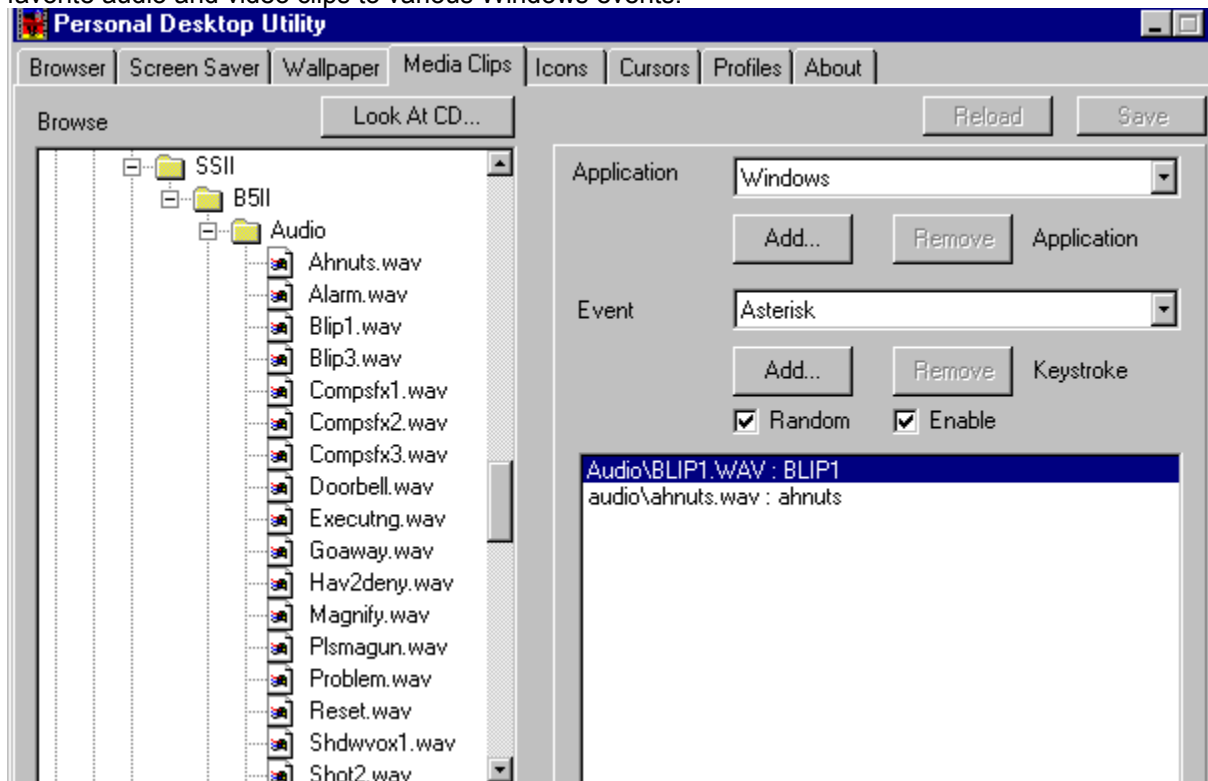 favorite audio and video clips to various Windows events.
Personal Desktop Utility
Browser Screen Saver Wallpaper Media Clips Icons Cursors Profiles About
Browse
Look At CD...
Reload Save
SSII
B5II
Audio
Ahnuts.wav
Alarm.wav
Blip1.wav
Blip3.wav
Compsfx1.wav
Compsfx2.wav
Compsfx3.wav
Doorbell.wav
Executng.wav
Goaway.wav
Hav2deny.wav
Magnify.wav
Plsmagun.wav
Problem.wav
Reset.wav
Shdwvox1.wav
Shot2.wav
Application Windows
Add... Remove Application
Event Asterisk
Add... Remove Keystroke
Random Enable
Audio\BLIP1.WAV : BLIP1
audio\ahnuts.wav : ahnuts